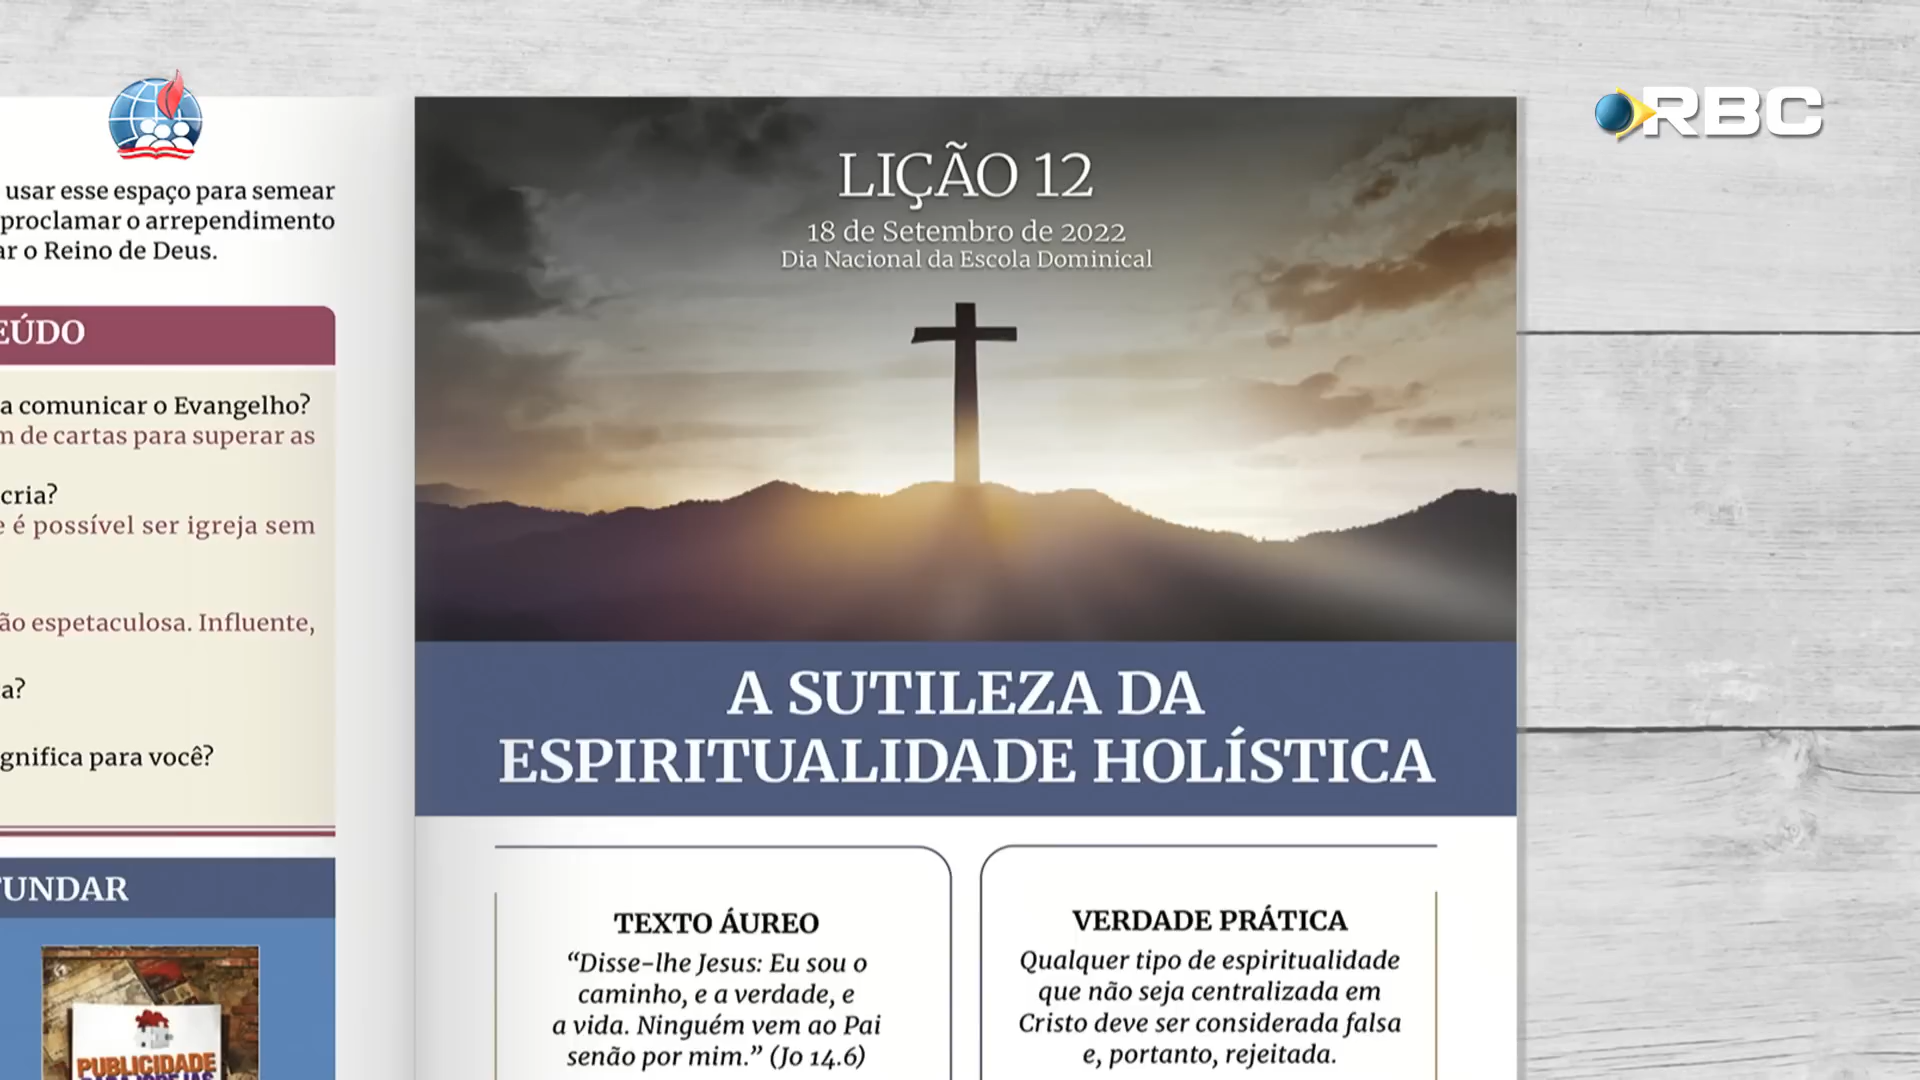 RBC
usar esse espaço para semear
proclamar o arrependimento
ar o Reino de Deus.
EÚDO
a comunicar o Evangelho?
m de cartas para superar as
cria?
e é possível ser igreja sem
ão espetaculosa. Influente,
a?
gnifica para você?
FUNDAR
PUBLICIDADE
LIÇÃO 12
18 de Setembro de 2022
Dia Nacional da Escola Dominical
A SUTILEZA DA
ESPIRITUALIDADE HOLÍSTICA
TEXTO ÁUREO
“Disse-lhe Jesus: Eu sou o
caminho, e a verdade, e
a vida. Ninguém vem ao Pai
senão por mim.” (Jo 14.6)
VERDADE PRÁTICA
Qualquer tipo de espiritualidade
que não seja centralizada em
Cristo deve ser considerada falsa
e, portanto, rejeitada.